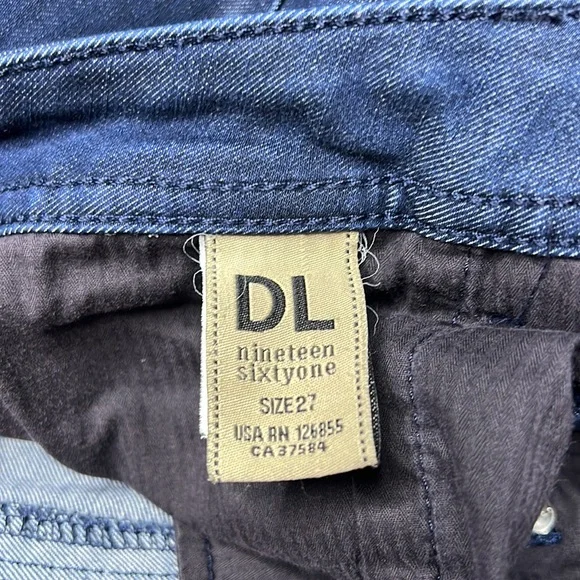 DL
nineteen
sixtyone
SIZE27
USA RN 126855
CA37584